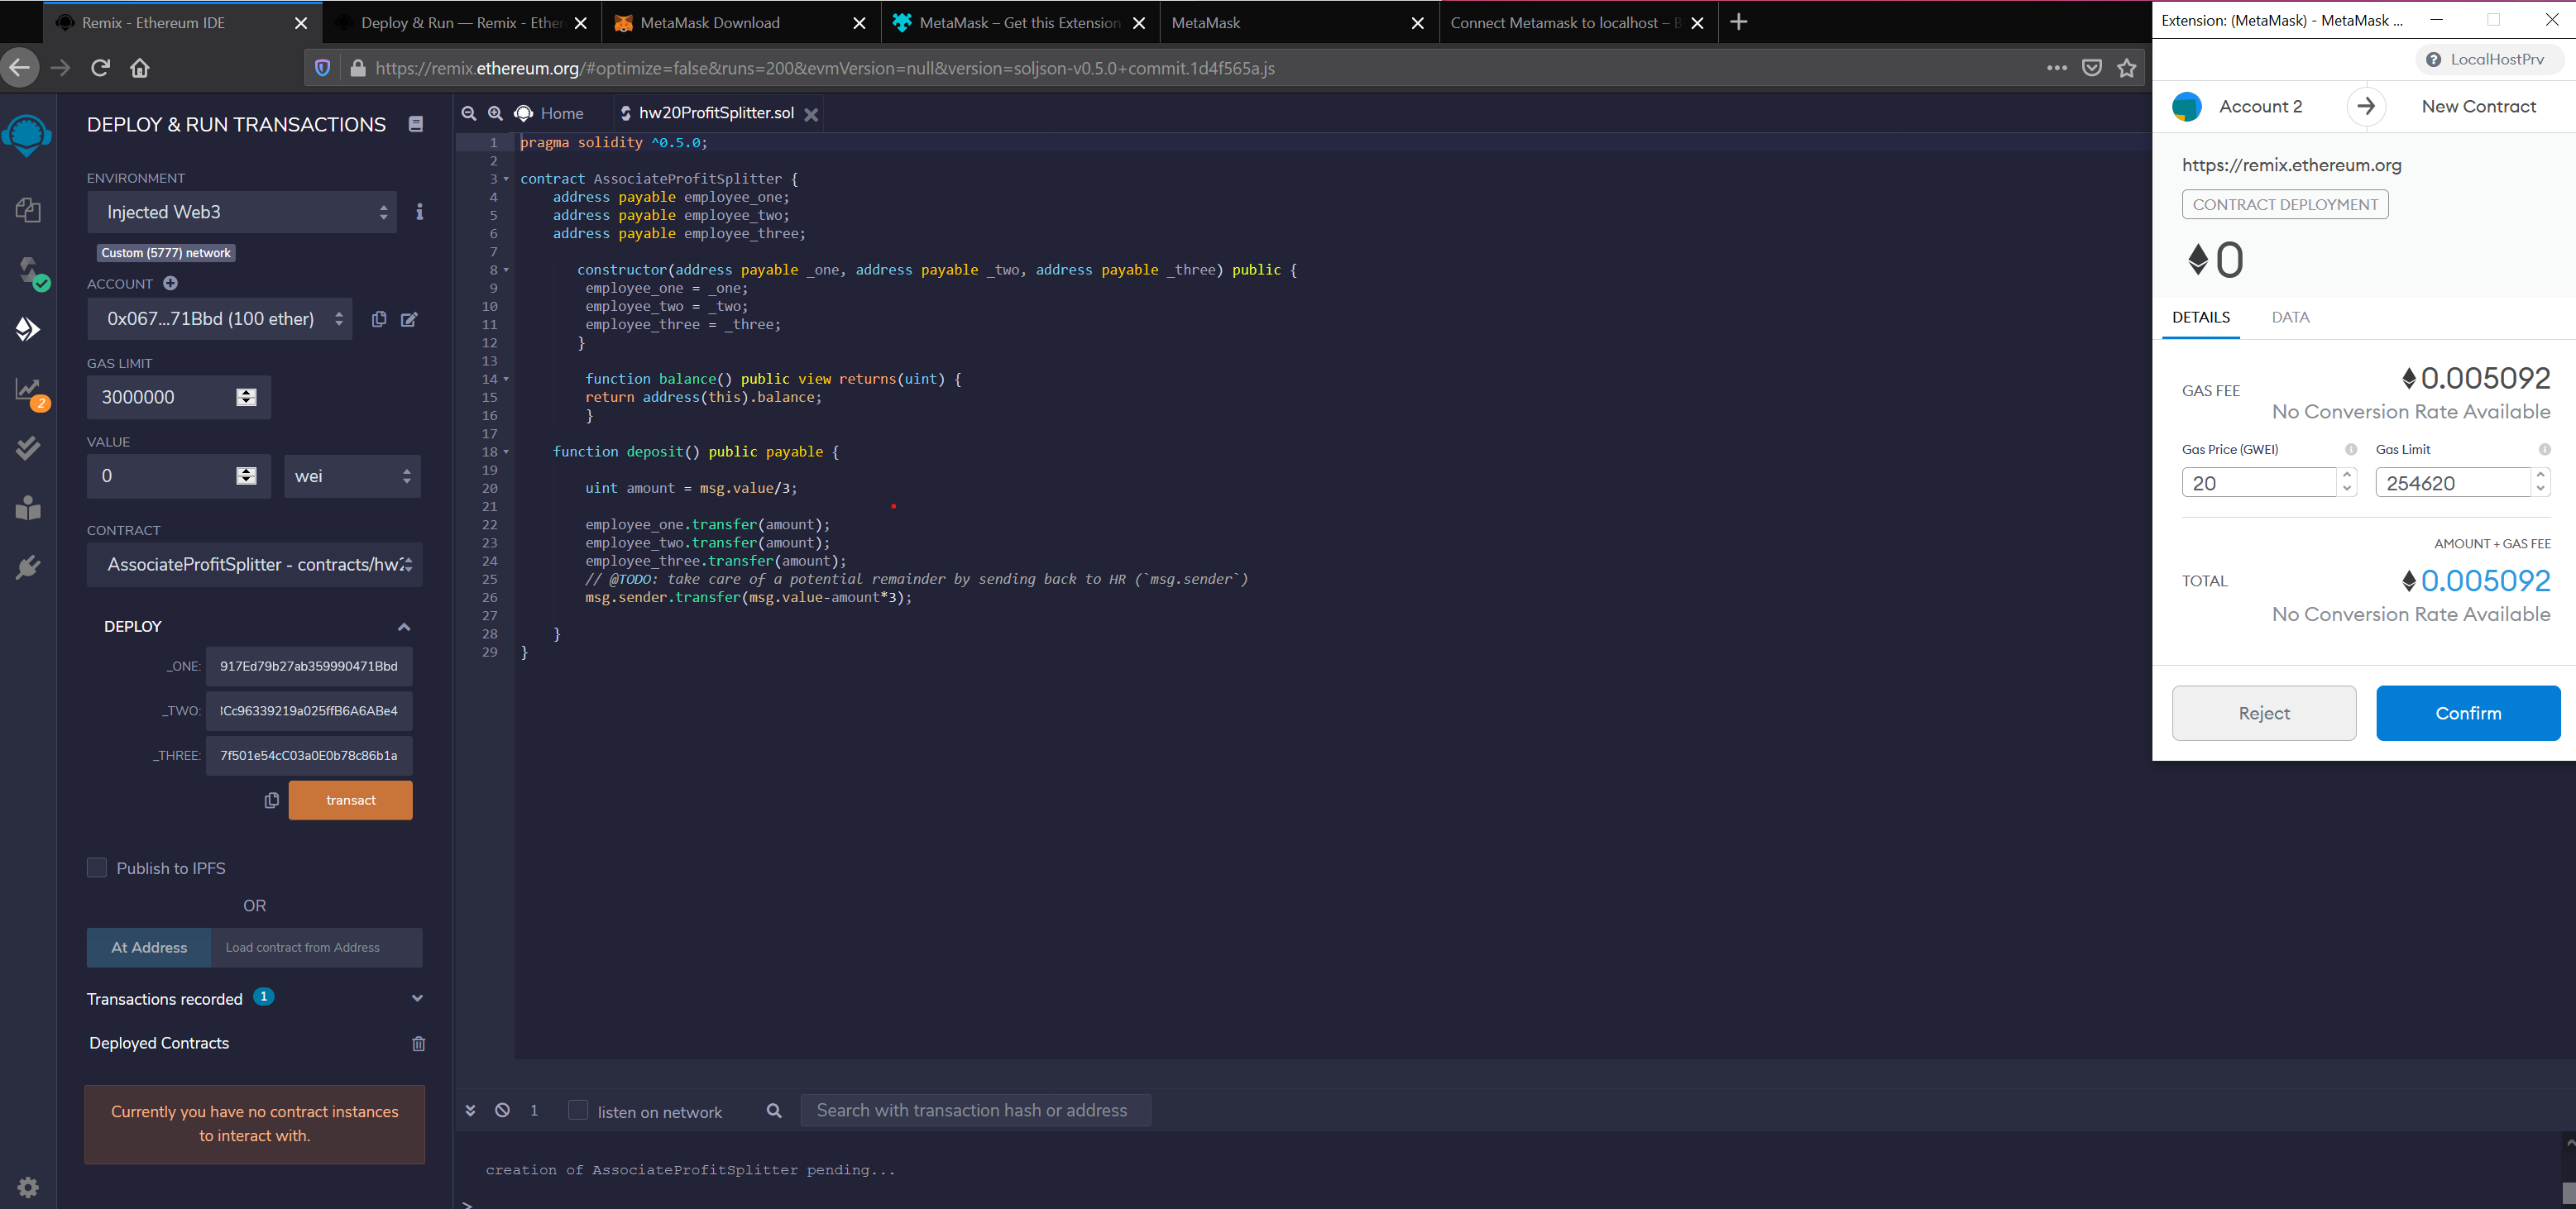 Remix - Ethereum IDE
Deploy & Run — Remix - Ether
MetaMask Download
MetaMask – Get this Extension
MetaMask
Connect Metamask to localhost –
https://remix.ethereum.org/#optimize=false&runs=200&evmVersion=null&version=soljson-v0.5.0+commit.1d4f565a.js
DEPLOY & RUN TRANSACTIONS
ENVIRONMENT
Injected Web3
i
Custom (5777) network
ACCOUNT
0x067...71Bbd (100 ether)
GAS LIMIT
3000000
VALUE
0
wei
CONTRACT
AssociateProfitSplitter - contracts/hw2
DEPLOY
_ONE:
917Ed79b27ab359990471Bbd
_TWO:
Cc96339219a025ffB6A6ABe4
_THREE:
7f501e54cC03a0E0b78c86b1a
transact
Publish to IPFS
OR
At Address
Load contract from Address
Transactions recorded 1
Deployed Contracts
Currently you have no contract instances
to interact with.
2
Home
hw20ProfitSplitter.sol
1 pragma solidity ^0.5.0;
2
3 contract AssociateProfitSplitter {
4 address payable employee_one;
5 address payable employee_two;
6 address payable employee_three;
7
8 constructor(address payable _one, address payable _two, address payable _three) public {
9 employee_one = _one;
10 employee_two = _two;
11 employee_three = _three;
12 }
13
14 function balance() public view returns(uint) {
15 return address(this).balance;
16 }
17
18 function deposit() public payable {
19
20 uint amount = msg.value/3;
21
22 employee_one.transfer(amount);
23 employee_two.transfer(amount);
24 employee_three.transfer(amount);
25 // @TODO: take care of a potential remainder by sending back to HR (`msg.sender`)
26 msg.sender.transfer(msg.value-amount*3);
27
28 }
29 }
1
listen on network
Search with transaction hash or address
creation of AssociateProfitSplitter pending...
>
Extension: (MetaMask) - MetaMask ...
LocalHostPrv
Account 2
New Contract
https://remix.ethereum.org
CONTRACT DEPLOYMENT
0
DETAILS
DATA
GAS FEE
0.005092
No Conversion Rate Available
Gas Price (GWEI)
Gas Limit
20
254620
AMOUNT + GAS FEE
TOTAL
0.005092
No Conversion Rate Available
Reject
Confirm